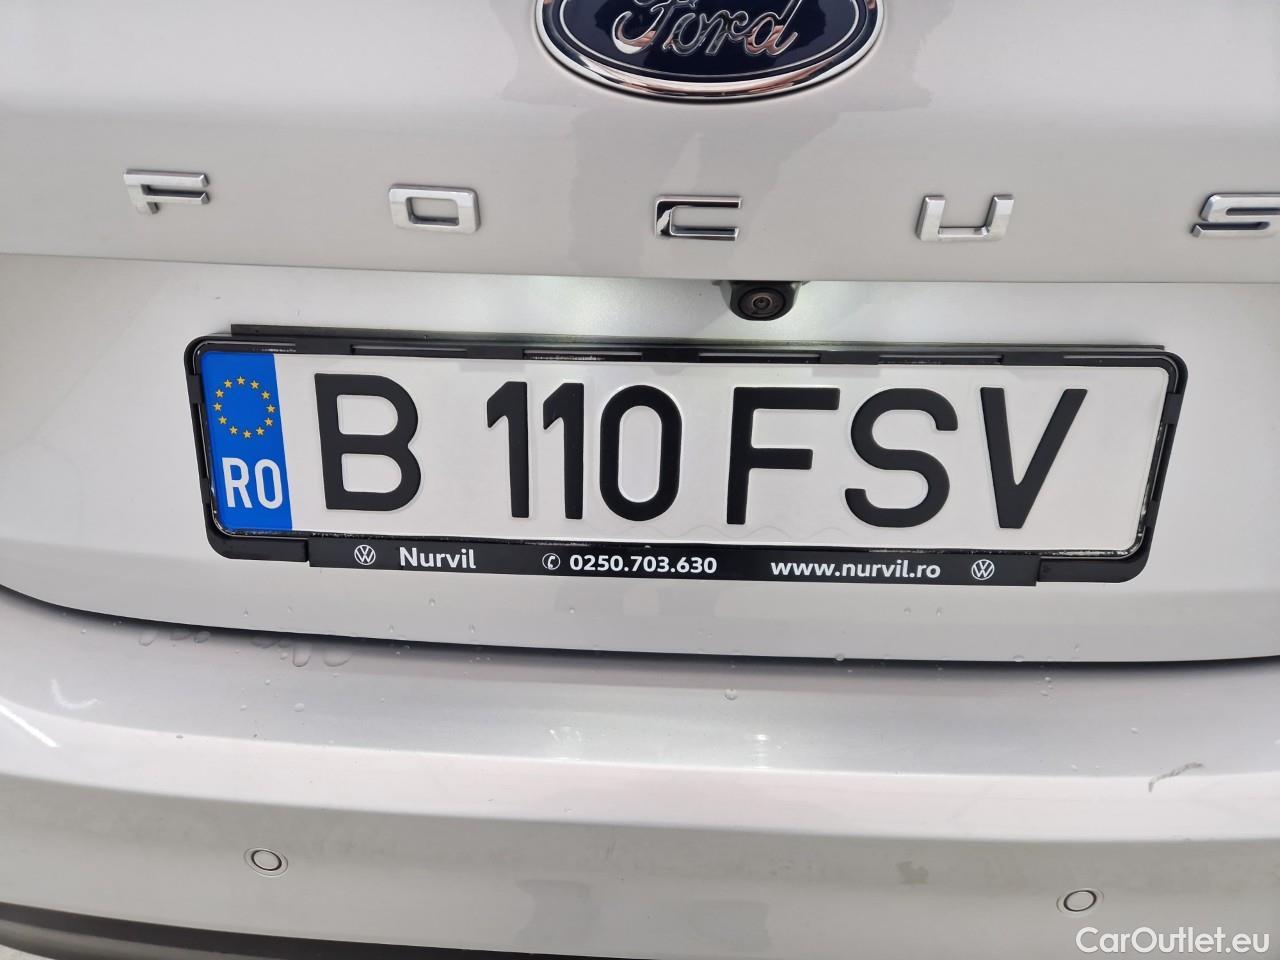 Ford
FOCUS
RO B 110 FSV
Nurvil 0250.703.630 www.nurvil.ro
CarOutlet.eu